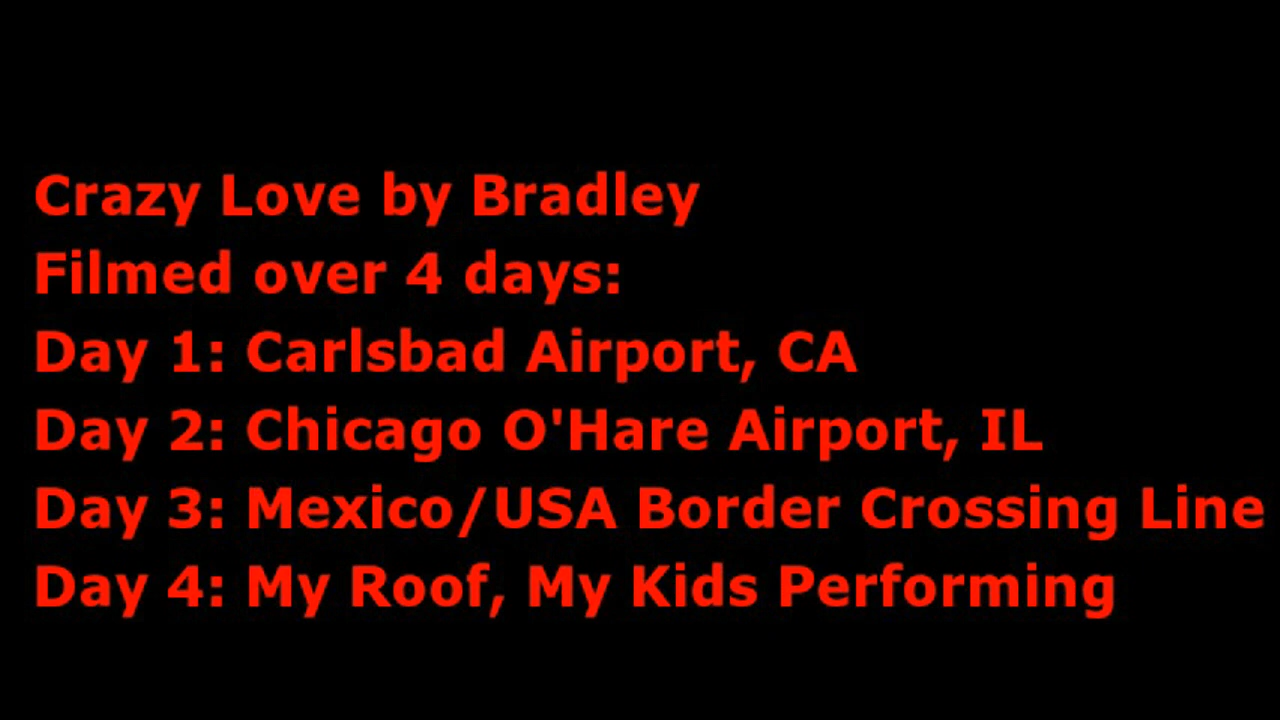 Crazy Love by Bradley
Filmed over 4 days:
Day 1: Carlsbad Airport, CA
Day 2: Chicago O'Hare Airport, IL
Day 3: Mexico/USA Border Crossing Line
Day 4: My Roof, My Kids Performing